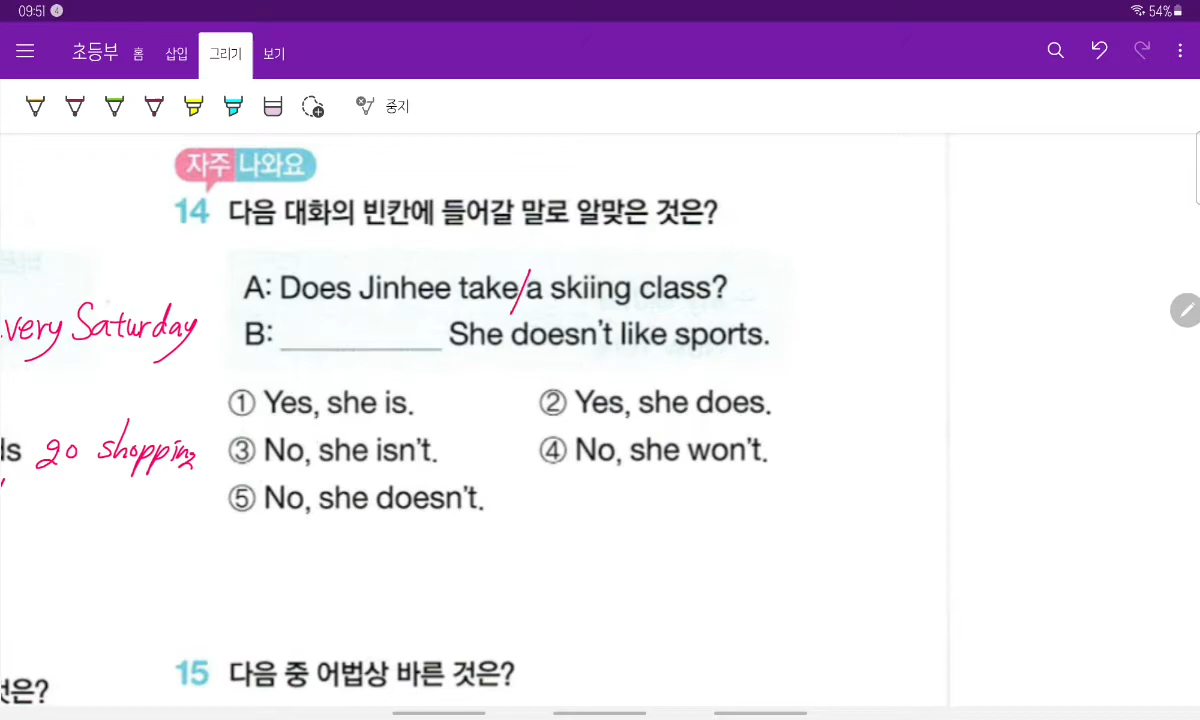 09:51 4 54%
초등부 홈 삽입 그리기 보기
중지
자주 나와요
14 다음 대화의 빈칸에 들어갈 말로 알맞은 것은?
A: Does Jinhee take/a skiing class?
very Saturday
B: ____________ She doesn't like sports.
① Yes, she is. ② Yes, she does.
ls go shopping
③ No, she isn't. ④ No, she won't.
⑤ No, she doesn't.
15 다음 중 어법상 바른 것은?
것은?